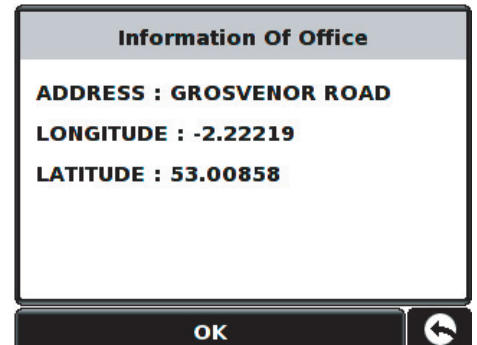 Information Of Office
ADDRESS : GROSVENOR ROAD
LONGITUDE : -2.22219
LATITUDE : 53.00858
OK